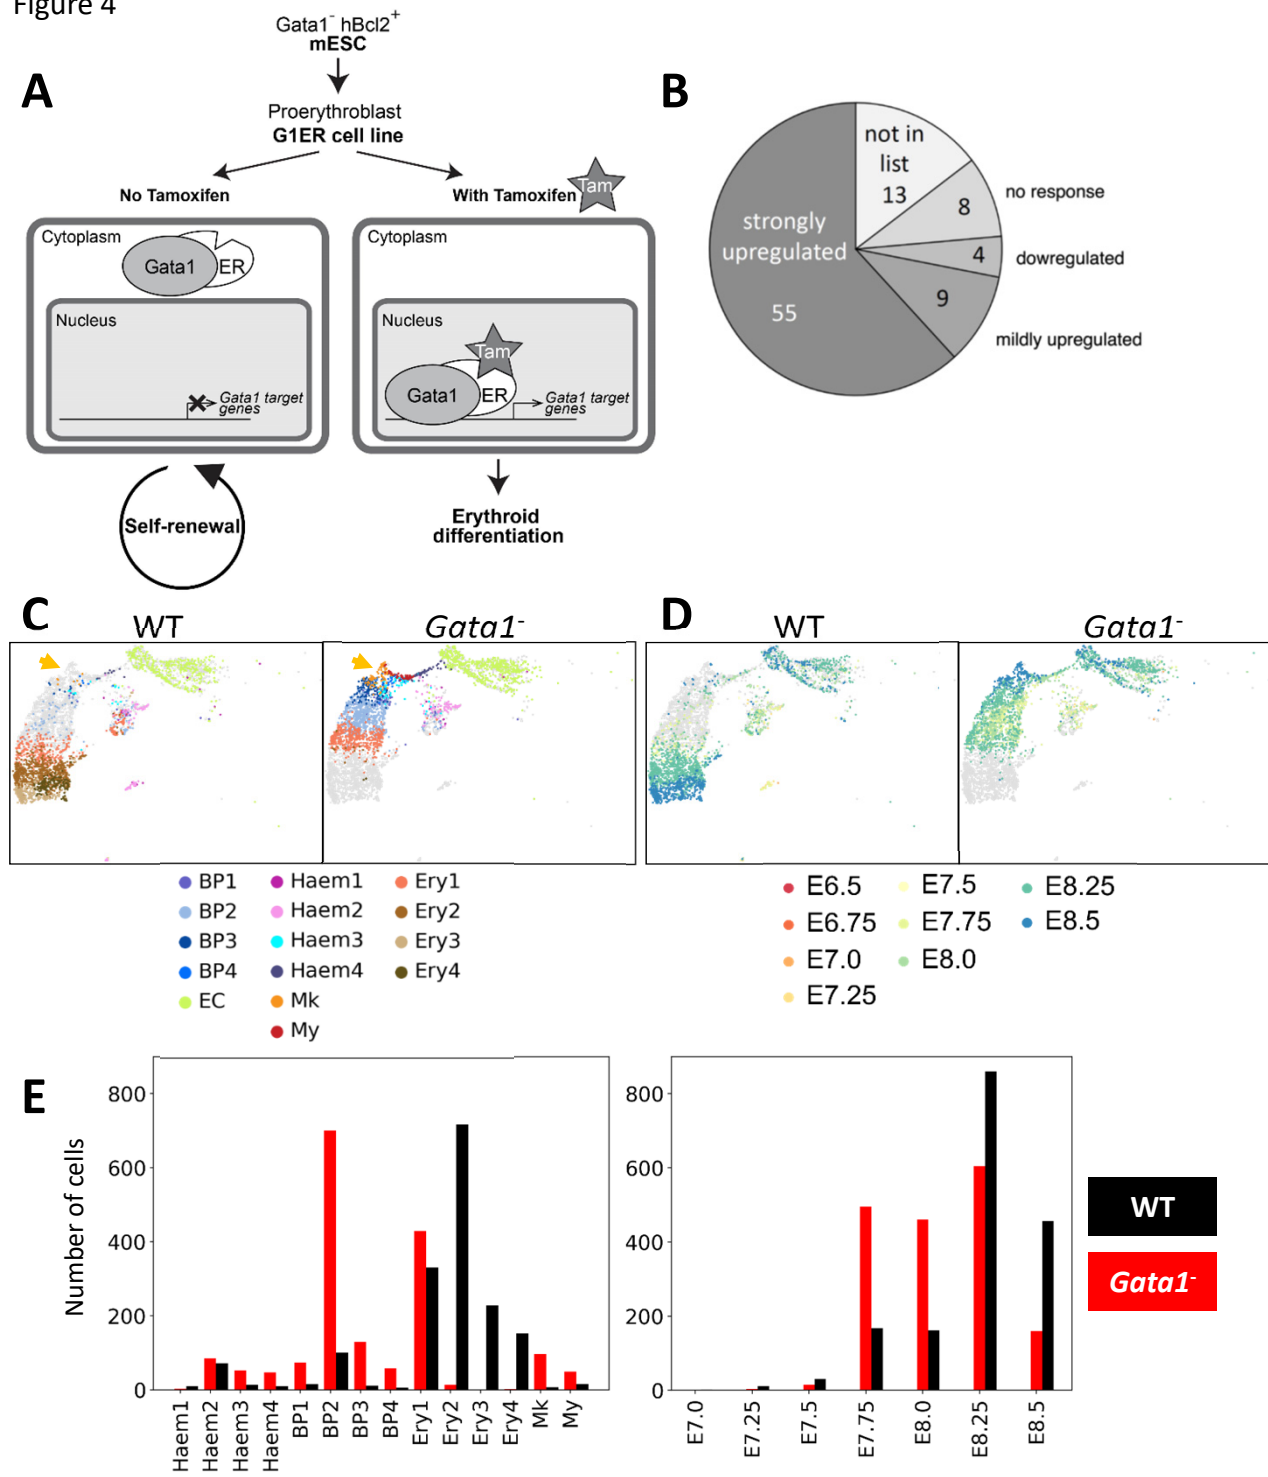 Figure 4
A
Gata1- hBcl2+
mESC
Proerythroblast
G1ER cell line
No Tamoxifen
With Tamoxifen
Tam
Cytoplasm
Gata1
ER
Nucleus
Gata1 target
genes
Cytoplasm
Nucleus
Tam
Gata1
ER
Gata1 target
genes
Self-renewal
Erythroid
differentiation
B
not in
list
13
8
no response
4
dowregulated
9
mildly upregulated
strongly
upregulated
55
C
WT
Gata1-
BP1
BP2
BP3
BP4
EC
Haem1
Haem2
Haem3
Haem4
Mk
My
Ery1
Ery2
Ery3
Ery4
D
WT
Gata1-
E6.5
E6.75
E7.0
E7.25
E7.5
E7.75
E8.0
E8.25
E8.5
E
Number of cells
800
600
400
200
0
Haem1
Haem2
Haem3
Haem4
BP1
BP2
BP3
BP4
Ery1
Ery2
Ery3
Ery4
Mk
My
800
600
400
200
0
E7.0
E7.25
E7.5
E7.75
E8.0
E8.25
E8.5
WT
Gata1-